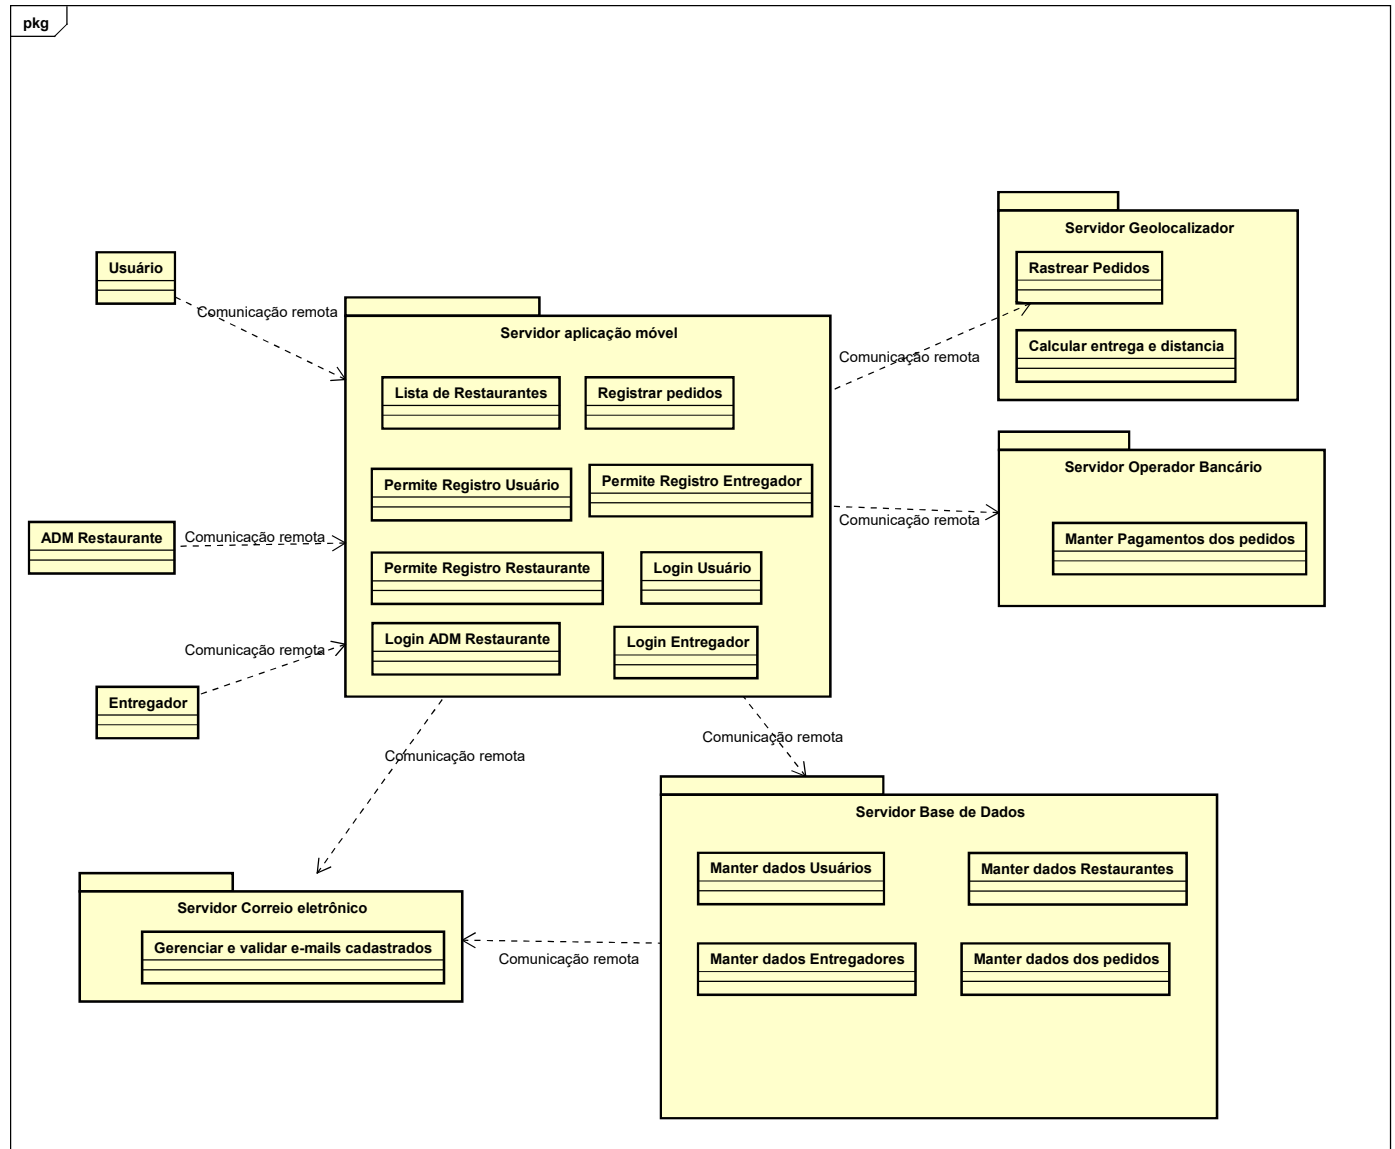 pkg
Servidor Geolocalizador
Usuário
Rastrear Pedidos
Comunicação remota
Servidor aplicação móvel
Calcular entrega e distancia
Comunicação remota
Lista de Restaurantes
Registrar pedidos
Servidor Operador Bancário
Permite Registro Usuário
Permite Registro Entregador
Comunicação remota
ADM Restaurante
Comunicação remota
Manter Pagamentos dos pedidos
Permite Registro Restaurante
Login Usuário
Login ADM Restaurante
Login Entregador
Comunicação remota
Entregador
Comunicação remota
Comunicação remota
Servidor Base de Dados
Manter dados Usuários
Manter dados Restaurantes
Servidor Correio eletrônico
Gerenciar e validar e-mails cadastrados
Comunicação remota
Manter dados Entregadores
Manter dados dos pedidos